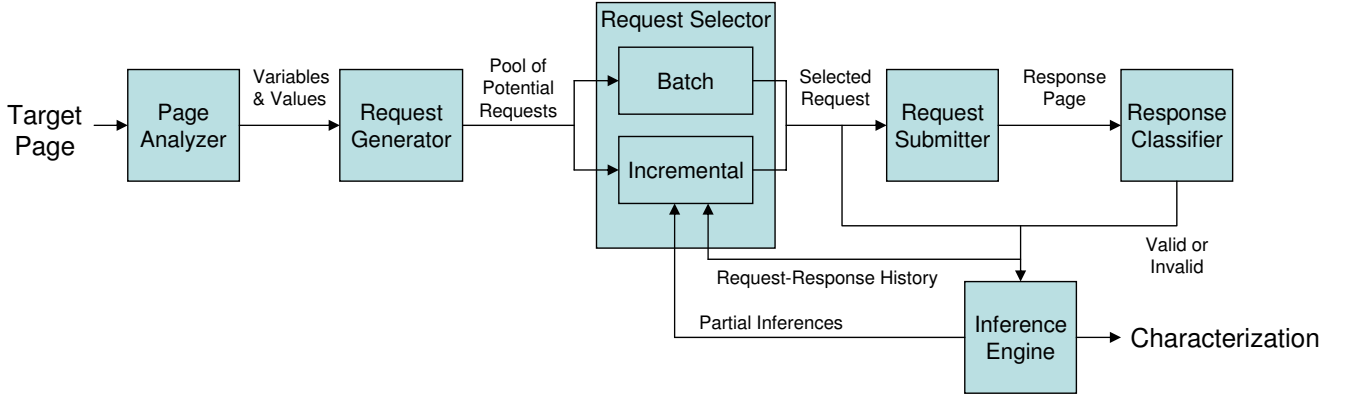 Request Selector
Target
Page
Page
Analyzer
Variables
& Values
Request
Generator
Pool of
Potential
Requests
Batch
Incremental
Selected
Request
Request
Submitter
Response
Page
Response
Classifier
Valid or
Invalid
Request-Response History
Partial Inferences
Inference
Engine
Characterization